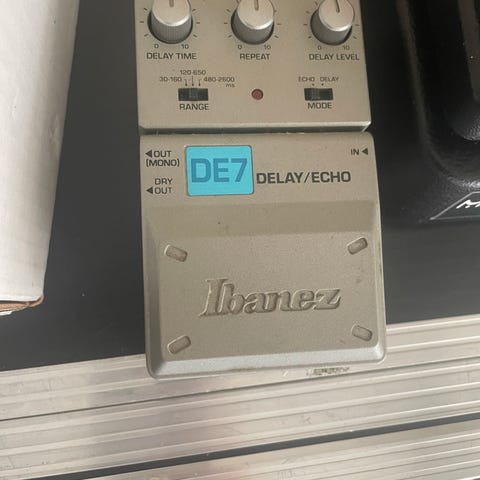 0 10 0 10 0 10
DELAY TIME REPEAT DELAY LEVEL
120-650
30-160 480-2600
ms
RANGE
ECHO DELAY
MODE
OUT
(MONO)
DRY
OUT
DE7
DELAY/ECHO
IN
Ibanez